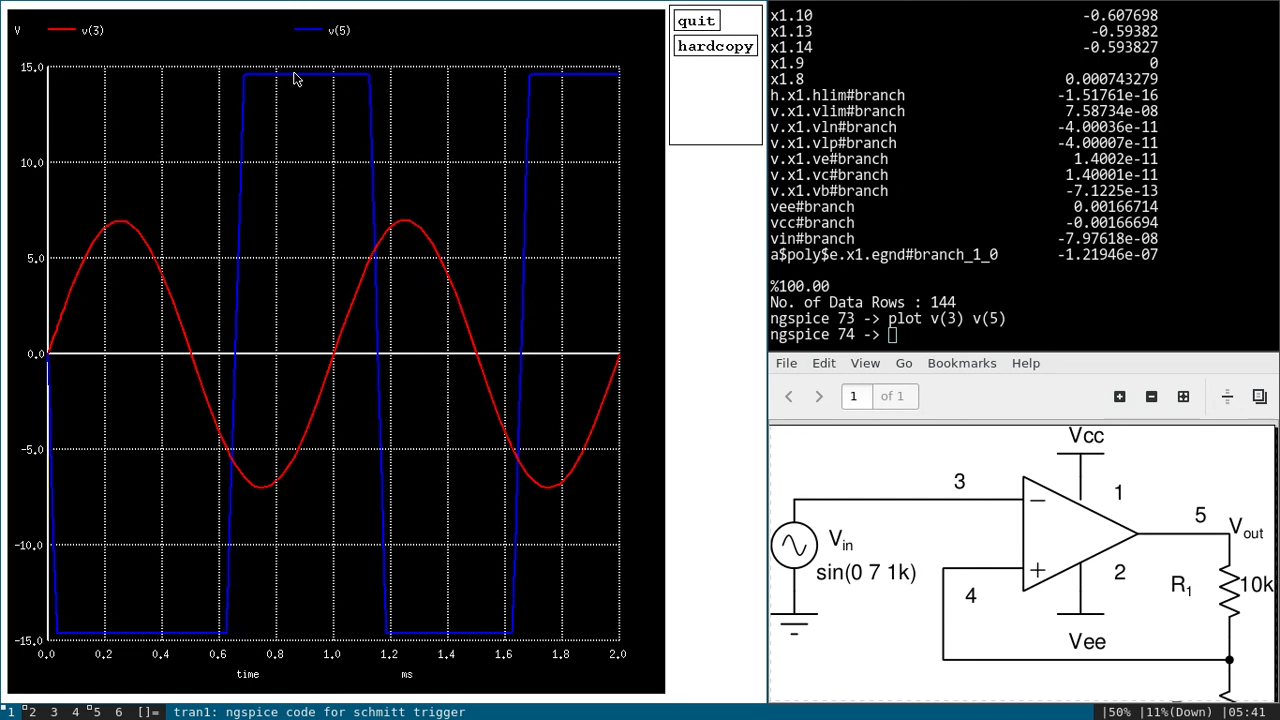 V v(3) v(5)
15.0
10.0
5.0
0.0
-5.0
-10.0
-15.0
0.0 0.2 0.4 0.6 0.8 1.0 1.2 1.4 1.6 1.8 2.0
time ms
quit
hardcopy
x1.10 -0.607698
x1.13 -0.59382
x1.14 -0.593827
x1.9 0
x1.8 0.000743279
h.x1.hlim#branch -1.51761e-16
v.x1.vlim#branch 7.58734e-08
v.x1.vln#branch -4.00036e-11
v.x1.vlp#branch -4.00007e-11
v.x1.ve#branch 1.4002e-11
v.x1.vc#branch 1.40001e-11
v.x1.vb#branch -7.1225e-13
vee#branch 0.00166714
vcc#branch -0.00166694
vin#branch -7.97618e-08
a$poly$e.x1.egnd#branch_1_0 -1.21946e-07
%100.00
No. of Data Rows : 144
ngspice 73 -> plot v(3) v(5)
ngspice 74 ->
File Edit View Go Bookmarks Help
1 of 1
Vcc
3
1
5
Vout
Vin
sin(0 7 1k)
4
2
R1 10k
Vee
1 2 3 4 5 6 []= tran1: ngspice code for schmitt trigger |50% |11%(Down) |05:41